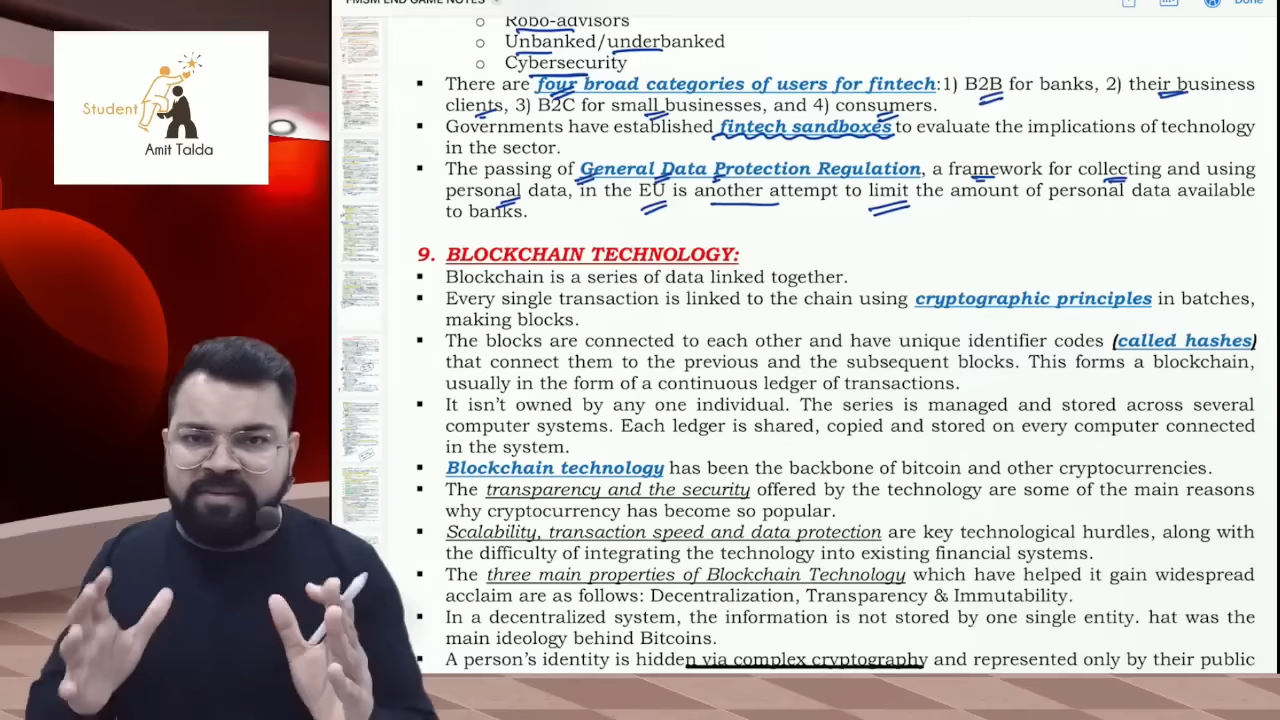 FMSM END GAME NOTES
Done
Student
Amit Talda
o Robo-advisors
o Unbanked/Underbanked
o Cybersecurity
▪ There are four broad categories of users for fintech: 1) B2B for banks, 2) their business
clients, 3) B2C for small businesses, and 4) consumers.
▪ Governments have established fintech sandboxes to evaluate the implications of technology
in the sector.
▪ The passing of General Data Protection Regulation, a framework for collecting and using
personal data, in the EU is another attempt to limit the amount of personal data available
to banks.
9. BLOCKCHAIN TECHNOLOGY:
▪ Blockchain is a series of data linked together.
▪ Every single transaction is linked to the chain using cryptographic principles in batches
making blocks.
▪ The blocks are connected to each other and have unique identifier codes (called hashes)
that connect them to the previous and the subsequent ones. This forms a blockchain,
usually in the form of a continuous ledger of transactions.
▪ It isn't owned by any one individual. The series is managed and shared across several
computer systems. Each ledger is shared, copied and stored on each computer connected
to the system.
▪ Blockchain technology has been the backbone of bitcoin and other cryptocurrencies.
▪ The transparency and the security offered by the technology are some of the main reasons
why cryptocurrency has become so popular.
▪ Scalability, transaction speed and data protection are key technological hurdles, along with
the difficulty of integrating the technology into existing financial systems.
▪ The three main properties of Blockchain Technology which have helped it gain widespread
acclaim are as follows: Decentralization, Transparency & Immutability.
▪ In a decentralized system, the information is not stored by one single entity. hat was the
main ideology behind Bitcoins.
▪ A person's identity is hidden via complex cryptography and represented only by their public